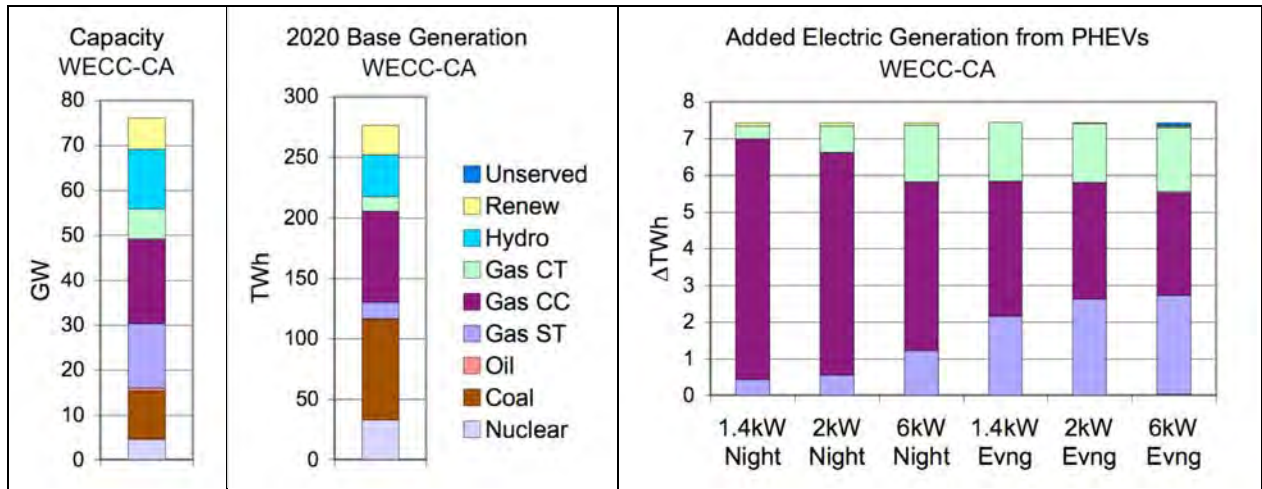 Capacity
WECC-CA
80
70
60
50
40
30
20
10
0
GW
2020 Base Generation
WECC-CA
300
250
200
150
100
50
0
TWh
Unserved
Renew
Hydro
Gas CT
Gas CC
Gas ST
Oil
Coal
Nuclear
Added Electric Generation from PHEVs
WECC-CA
8
7
6
5
4
3
2
1
0
ΔTWh
1.4kW 2kW 6kW 1.4kW 2kW 6kW
Night Night Night Evng Evng Evng